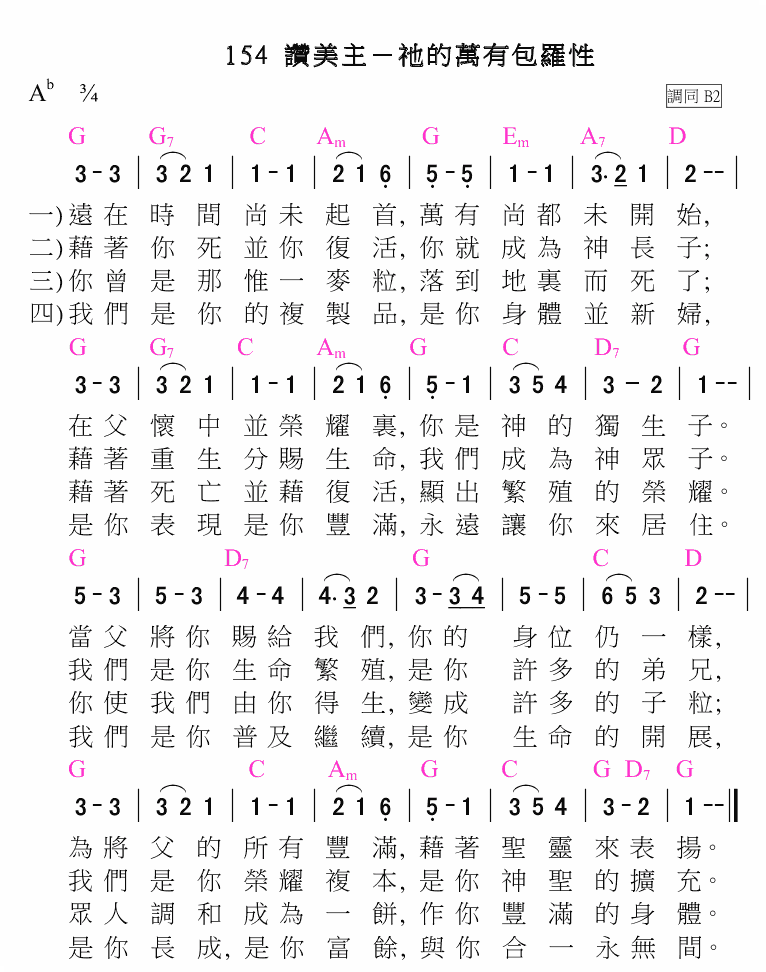 154 讚美主－祂的萬有包羅性
A♭ ¾ 調同 B2
G G7 C Am G Em A7 D
3 - 3 | 3 2 1 | 1 - 1 | 2 1 6̣ | 5̣ - 5̣ | 1 - 1 | 3. 2 1 | 2 - - |
一)遠在時間尚未起首,萬有尚都未開始,
二)藉著你死並你復活,你就成為神長子;
三)你曾是那惟一麥粒,落到地裏而死了;
四)我們是你的複製品,是你身體並新婦,
G G7 C Am G C D7 G
3 - 3 | 3 2 1 | 1 - 1 | 2 1 6̣ | 5̣ - 1 | 3 5 4 | 3 - 2 | 1 - - |
在父懷中並榮耀裏,你是神的獨生子。
藉著重生分賜生命,我們成為神眾子。
藉著死亡並藉復活,顯出繁殖的榮耀。
是你表現是你豐滿,永遠讓你來居住。
G D7 G C D
5 - 3 | 5 - 3 | 4 - 4 | 4. 3 2 | 3 - 3 4 | 5 - 5 | 6 5 3 | 2 - - |
當父將你賜給我們,你的身位仍一樣,
我們是你生命繁殖,是你許多的弟兄,
你使我們由你得生,變成許多的子粒;
我們是你普及繼續,是你生命的開展,
G C Am G C G D7 G
3 - 3 | 3 2 1 | 1 - 1 | 2 1 6̣ | 5̣ - 1 | 3 5 4 | 3 - 2 | 1 - - ‖
為將父的所有豐滿,藉著聖靈來表揚。
我們是你榮耀複本,是你神聖的擴充。
眾人調和成為一餅,作你豐滿的身體。
是你長成,是你富餘,與你合一永無間。